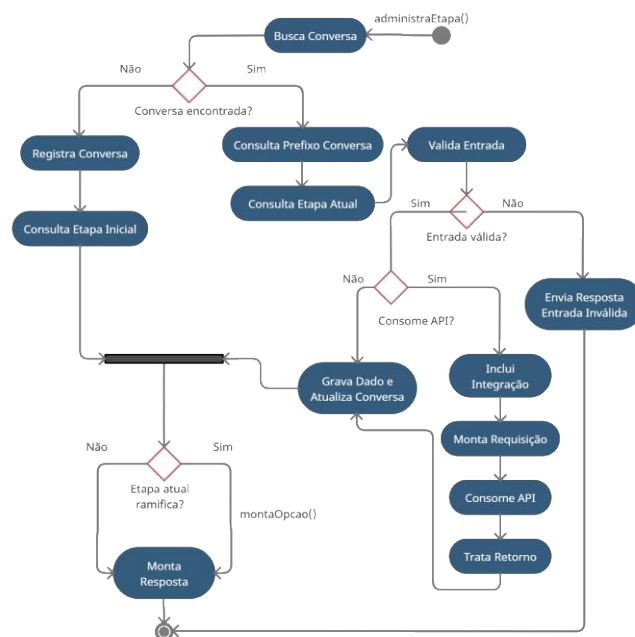 administraEtapa()
Busca Conversa
Não
Sim
Conversa encontrada?
Registra Conversa
Consulta Prefixo Conversa
Valida Entrada
Consulta Etapa Inicial
Consulta Etapa Atual
Sim
Não
Entrada válida?
Não
Sim
Consome API?
Envia Resposta
Entrada Inválida
Inclui
Integração
Grava Dado e
Atualiza Conversa
Monta Requisição
Não
Sim
Etapa atual
ramifica?
montaOpcao()
Consome API
Trata Retorno
Monta
Resposta